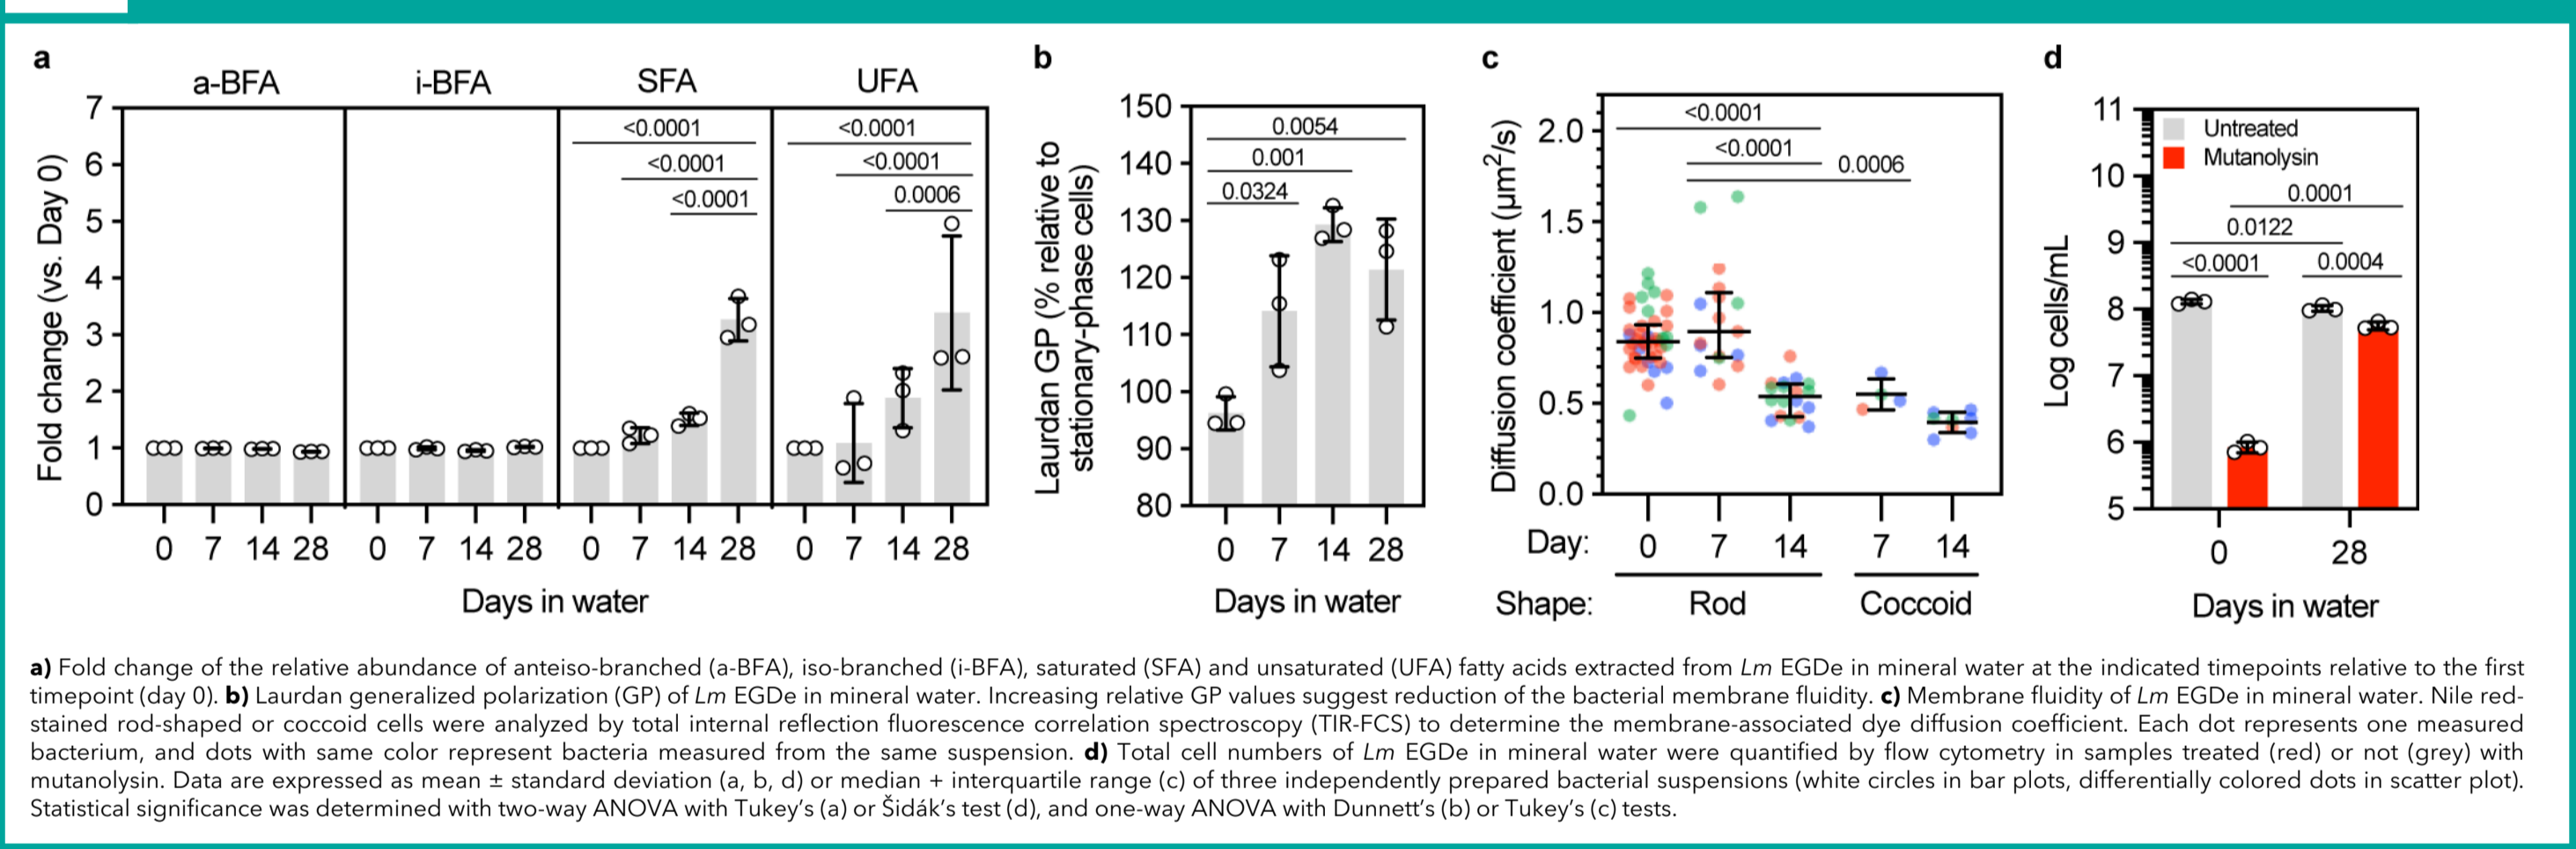 a
a-BFA
i-BFA
SFA
UFA
Fold change (vs. Day 0)
7
6
5
4
3
2
1
0
<0.0001
<0.0001
<0.0001
<0.0001
<0.0001
0.0006
0 7 14 28
0 7 14 28
0 7 14 28
0 7 14 28
Days in water
b
Laurdan GP (% relative to
stationary-phase cells)
150
140
130
120
110
100
90
80
0.0054
0.001
0.0324
0 7 14 28
Days in water
c
Diffusion coefficient (µm²/s)
2.0
1.5
1.0
0.5
0.0
<0.0001
<0.0001
0.0006
Day: 0 7 14 7 14
Shape: Rod Coccoid
d
Log cells/mL
11
10
9
8
7
6
5
Untreated
Mutanolysin
0.0001
0.0122
<0.0001
0.0004
0 28
Days in water
a) Fold change of the relative abundance of anteiso-branched (a-BFA), iso-branched (i-BFA), saturated (SFA) and unsaturated (UFA) fatty acids extracted from Lm EGDe in mineral water at the indicated timepoints relative to the first
timepoint (day 0). b) Laurdan generalized polarization (GP) of Lm EGDe in mineral water. Increasing relative GP values suggest reduction of the bacterial membrane fluidity. c) Membrane fluidity of Lm EGDe in mineral water. Nile red-
stained rod-shaped or coccoid cells were analyzed by total internal reflection fluorescence correlation spectroscopy (TIR-FCS) to determine the membrane-associated dye diffusion coefficient. Each dot represents one measured
bacterium, and dots with same color represent bacteria measured from the same suspension. d) Total cell numbers of Lm EGDe in mineral water were quantified by flow cytometry in samples treated (red) or not (grey) with
mutanolysin. Data are expressed as mean ± standard deviation (a, b, d) or median + interquartile range (c) of three independently prepared bacterial suspensions (white circles in bar plots, differentially colored dots in scatter plot).
Statistical significance was determined with two-way ANOVA with Tukey's (a) or Šidák's test (d), and one-way ANOVA with Dunnett's (b) or Tukey's (c) tests.